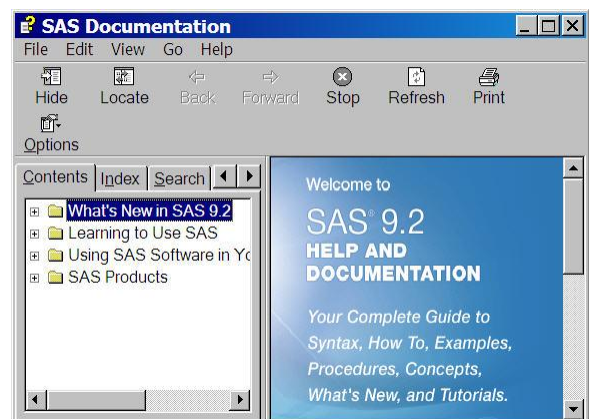 SAS Documentation
File Edit View Go Help
Hide Locate Back Forward Stop Refresh Print
Options
Contents Index Search
What's New in SAS 9.2
Learning to Use SAS
Using SAS Software in Yo
SAS Products
Welcome to
SAS® 9.2
HELP AND
DOCUMENTATION
Your Complete Guide to
Syntax, How To, Examples,
Procedures, Concepts,
What's New, and Tutorials.